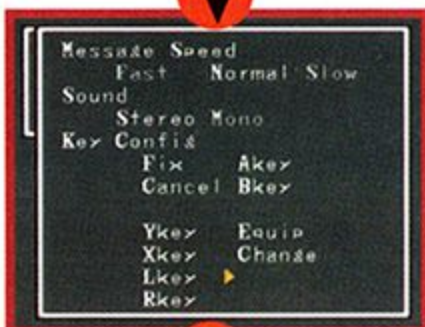 Message Speed
Fast Normal Slow
Sound
Stereo Mono
Key Config
Fix Akey
Cancel Bkey
Ykey Equip
Xkey Change
Lkey
Rkey